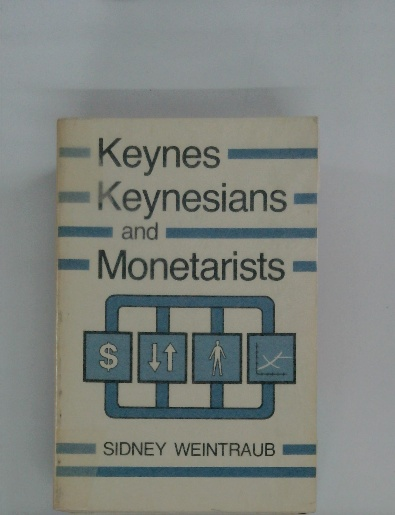 Keynes
Keynesians
and
Monetarists
$
SIDNEY WEINTRAUB